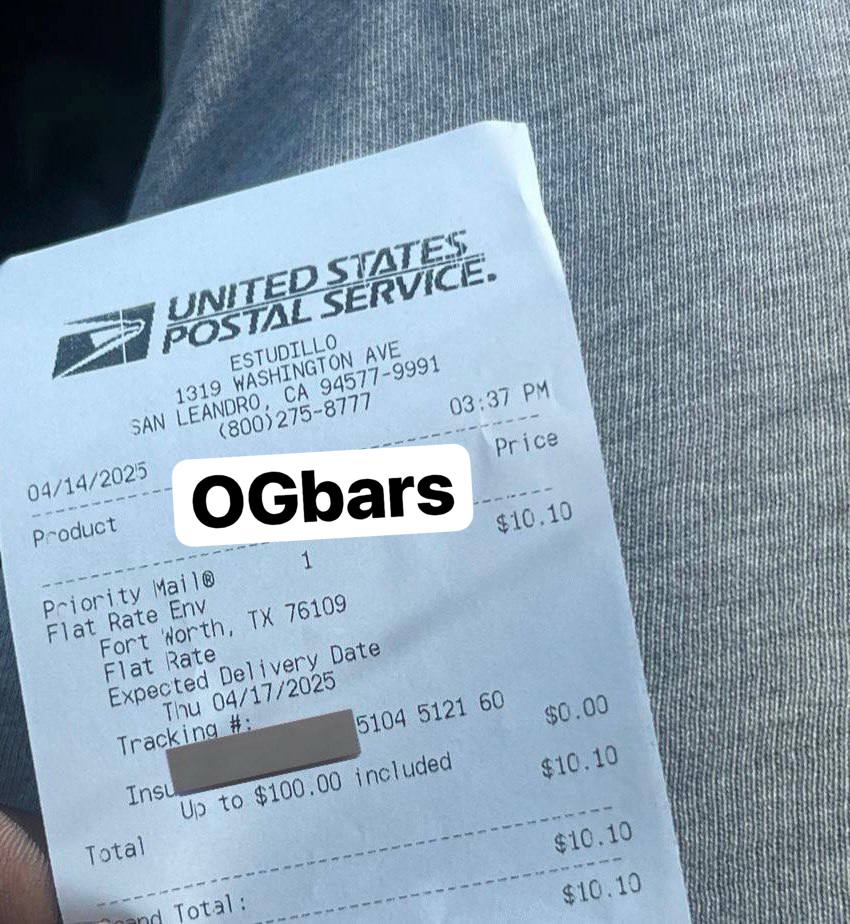 UNITED STATES
POSTAL SERVICE.
ESTUDILLO
1319 WASHINGTON AVE
SAN LEANDRO, CA 94577-9991
(800)275-8777
04/14/2025 03:37 PM
OGbars
Product Price
Priority Mail® 1 $10.10
Flat Rate Env
Fort Worth, TX 76109
Flat Rate
Expected Delivery Date
Thu 04/17/2025
Tracking #:
5104 5121 60
Insu $0.00
Up to $100.00 included
Total $10.10
Grand Total: $10.10
$10.10